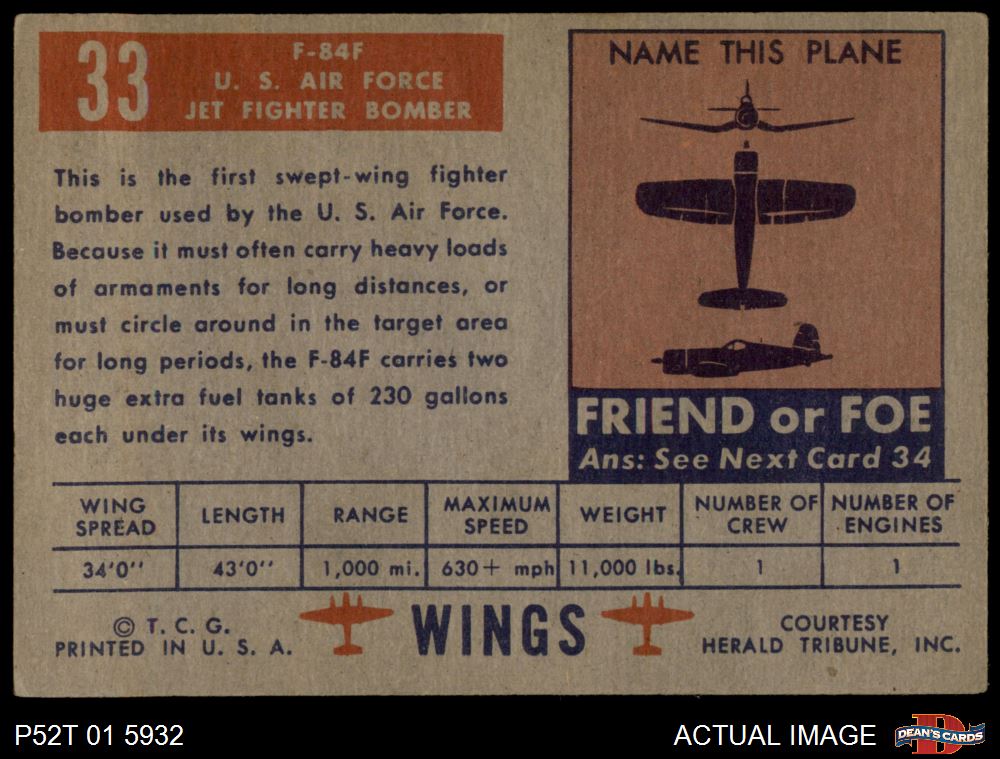 33
F-84F
U. S. AIR FORCE
JET FIGHTER BOMBER
This is the first swept-wing fighter
bomber used by the U. S. Air Force.
Because it must often carry heavy loads
of armaments for long distances, or
must circle around in the target area
for long periods, the F-84F carries two
huge extra fuel tanks of 230 gallons
each under its wings.
NAME THIS PLANE
FRIEND or FOE
Ans: See Next Card 34
WING SPREAD LENGTH RANGE MAXIMUM SPEED WEIGHT NUMBER OF CREW NUMBER OF ENGINES
34'0'' 43'0'' 1,000 mi. 630+ mph 11,000 lbs. 1 1
© T. C. G.
PRINTED IN U. S. A.
WINGS
COURTESY
HERALD TRIBUNE, INC.
P52T 01 5932
ACTUAL IMAGE
D
DEAN'S CARDS